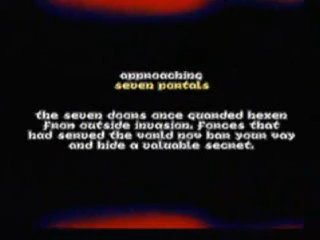 approaching
seven portals
the seven doors once guarded hexen
from outside invasion. forces that
had served the world now bar your way
and hide a valuable secret.